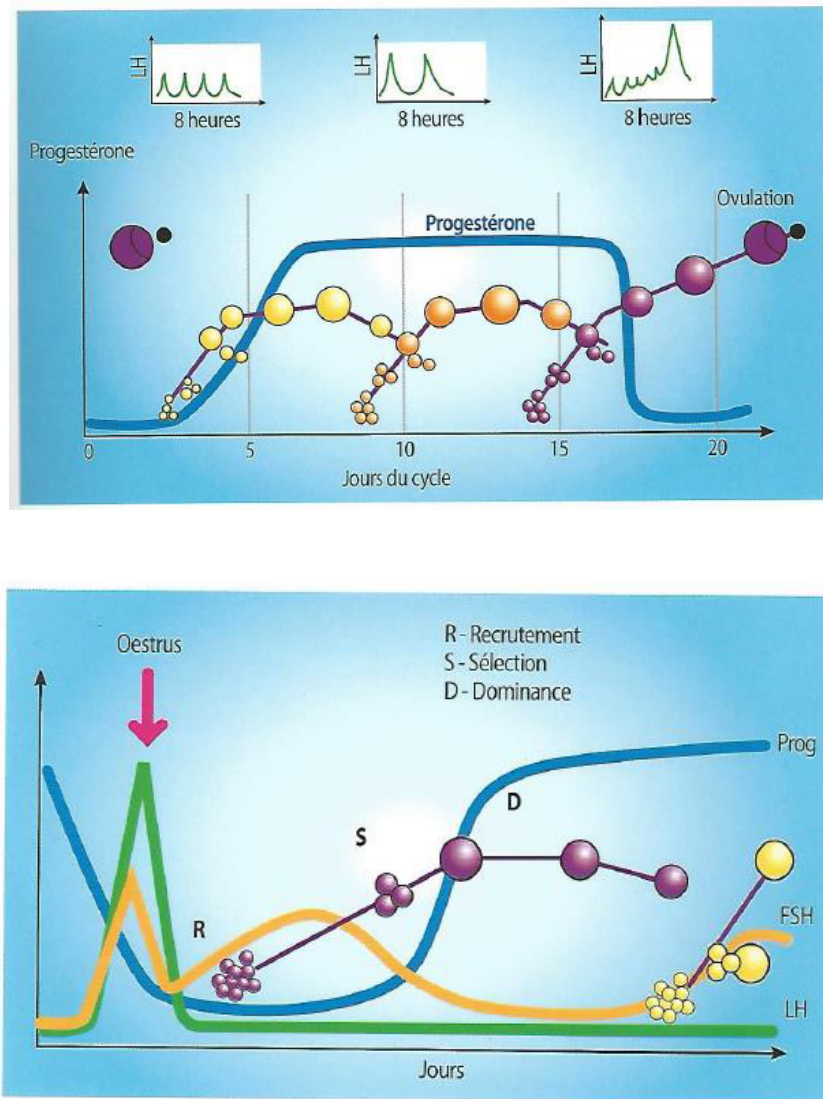 LH
8 heures
LH
8 heures
LH
8 heures
Progestérone
Ovulation
Progestérone
0
5
10
15
20
Jours du cycle
Oestrus
R - Recrutement
S - Sélection
D - Dominance
Prog
D
S
R
FSH
LH
Jours